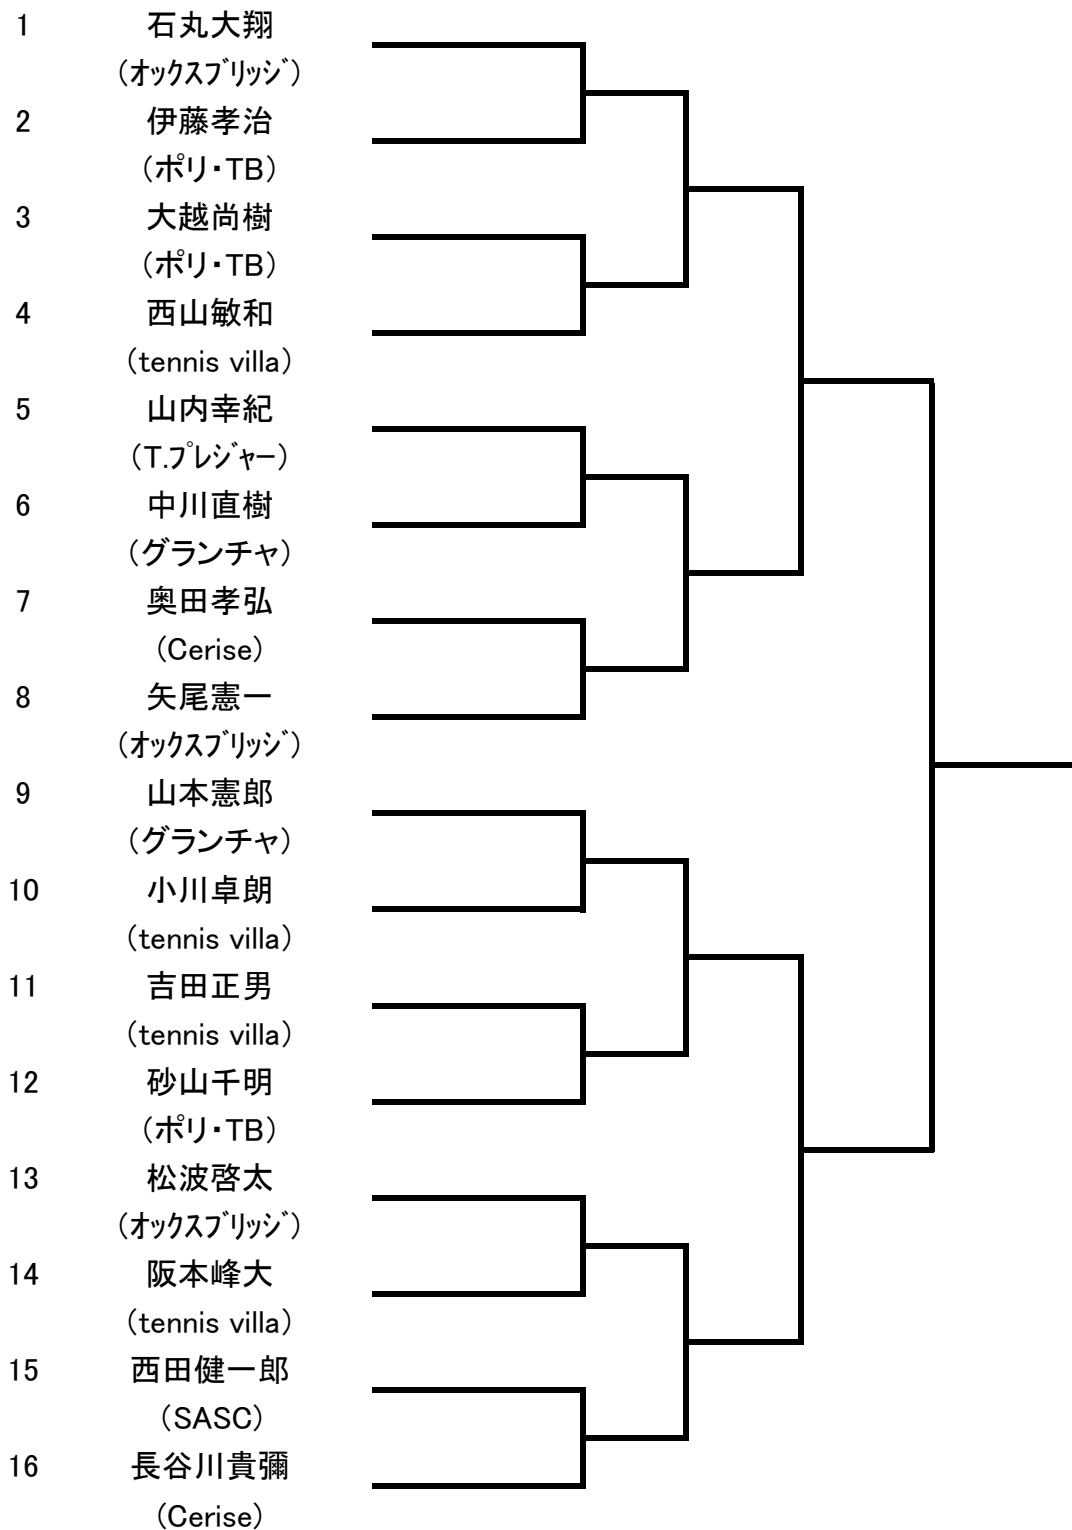 1 石丸大翔
(ｵｯｸｽﾌﾞﾘｯｼﾞ)
2 伊藤孝治
(ポリ・TB)
3 大越尚樹
(ポリ・TB)
4 西山敏和
(tennis villa)
5 山内幸紀
(T.ﾌﾟﾚｼﾞｬｰ)
6 中川直樹
(グランチャ)
7 奥田孝弘
(Cerise)
8 矢尾憲一
(ｵｯｸｽﾌﾞﾘｯｼﾞ)
9 山本憲郎
(グランチャ)
10 小川卓朗
(tennis villa)
11 吉田正男
(tennis villa)
12 砂山千明
(ポリ・TB)
13 松波啓太
(ｵｯｸｽﾌﾞﾘｯｼﾞ)
14 阪本峰大
(tennis villa)
15 西田健一郎
(SASC)
16 長谷川貴彌
(Cerise)